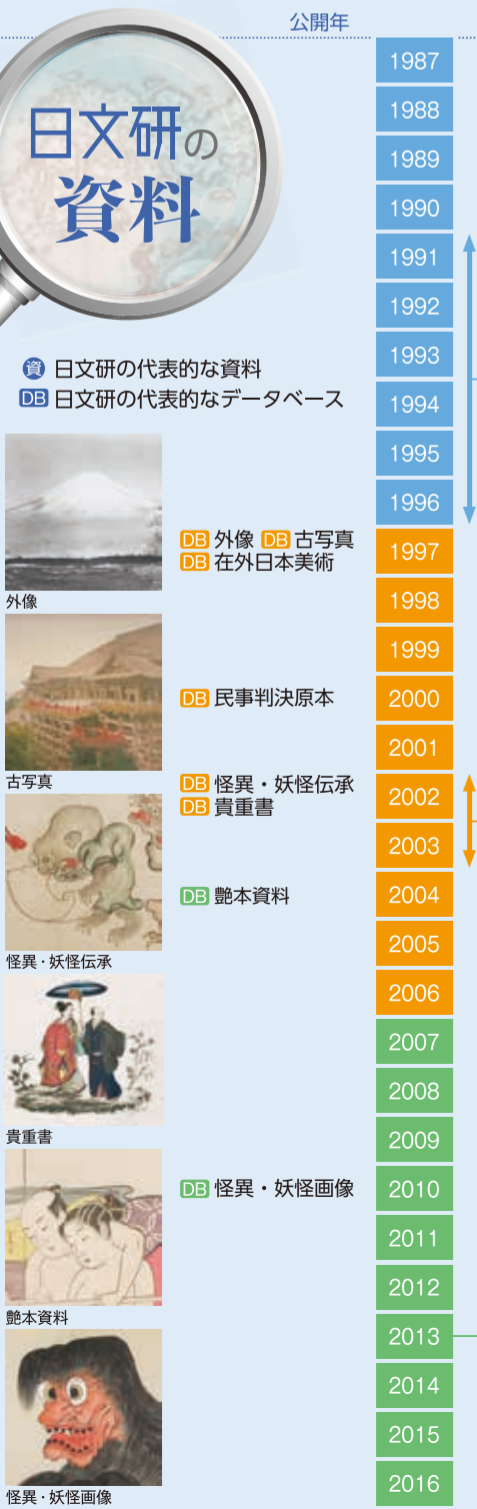 公開年
日文研の
資料
資 日文研の代表的な資料
DB 日文研の代表的なデータベース
1987
1988
1989
1990
1991
1992
1993
1994
1995
1996
DB 外像 DB 古写真
DB 在外日本美術
1997
外像
1998
1999
DB 民事判決原本
2000
2001
古写真
DB 怪異・妖怪伝承
DB 貴重書
2002
2003
DB 艶本資料
2004
2005
怪異・妖怪伝承
2006
2007
2008
貴重書
2009
DB 怪異・妖怪画像
2010
2011
2012
艶本資料
2013
2014
2015
2016
怪異・妖怪画像